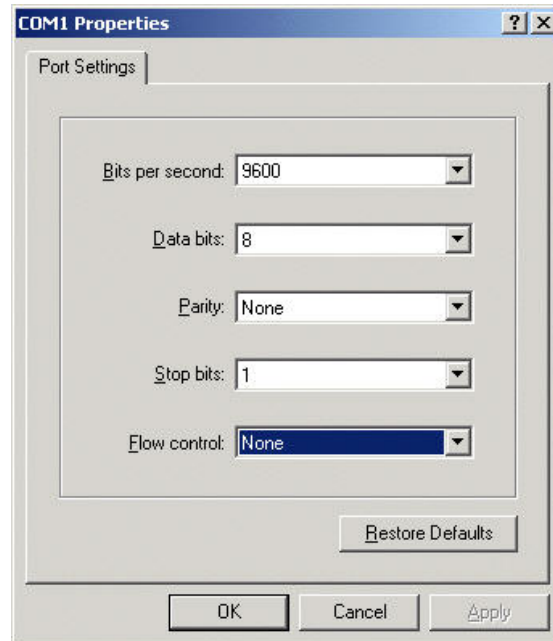 COM1 Properties
Port Settings
Bits per second: 9600
Data bits: 8
Parity: None
Stop bits: 1
Flow control: None
Restore Defaults
OK Cancel Apply